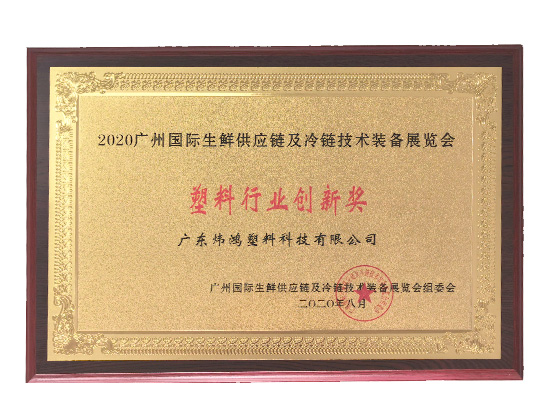 2020广州国际生鲜供应链及冷链技术装备展览会
塑料行业创新奖
广东炜鸿塑料科技有限公司
广州国际生鲜供应链及冷链技术装备展览会组委会
二〇二〇年八月